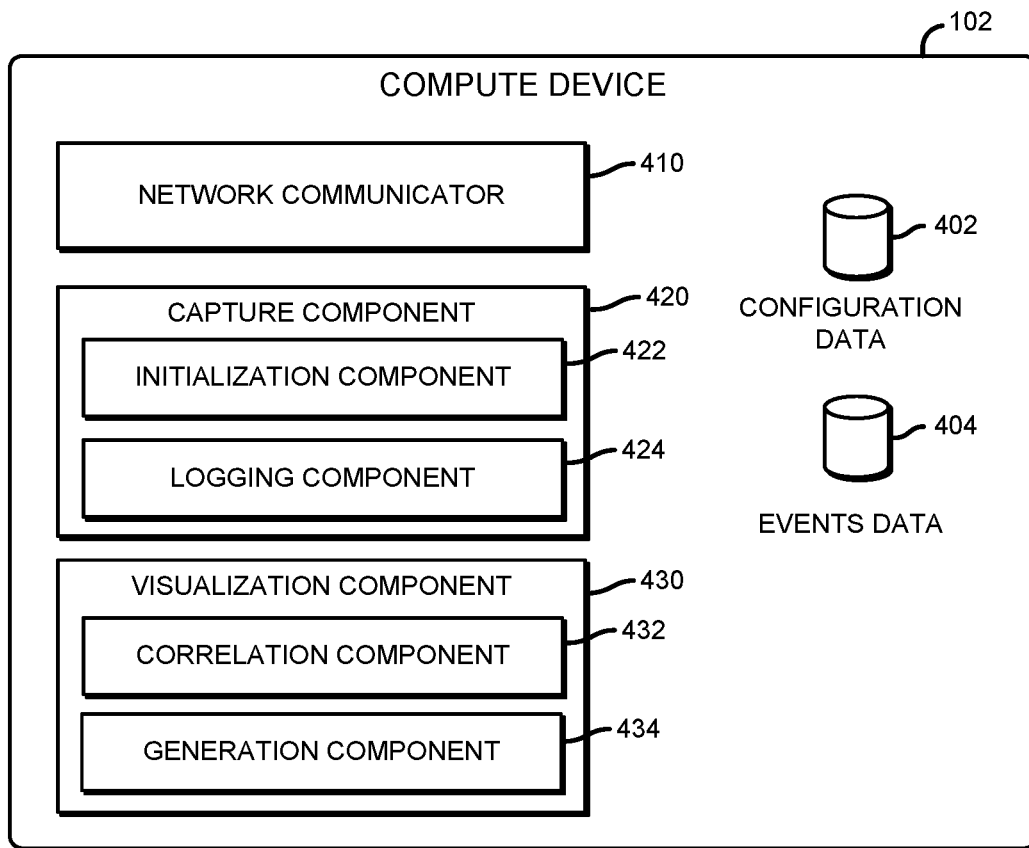 102
COMPUTE DEVICE
NETWORK COMMUNICATOR
410
CAPTURE COMPONENT
420
INITIALIZATION COMPONENT
422
LOGGING COMPONENT
424
VISUALIZATION COMPONENT
430
CORRELATION COMPONENT
432
GENERATION COMPONENT
434
402
CONFIGURATION
DATA
404
EVENTS DATA